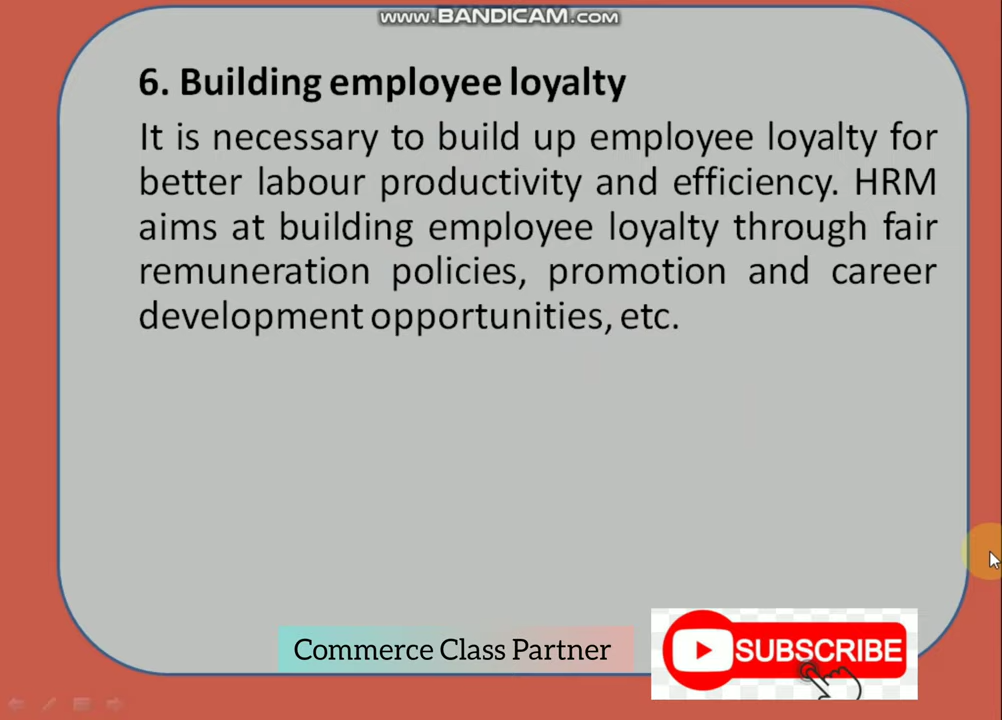 www.BANDICAM.com
6. Building employee loyalty
It is necessary to build up employee loyalty for
better labour productivity and efficiency. HRM
aims at building employee loyalty through fair
remuneration policies, promotion and career
development opportunities, etc.
Commerce Class Partner
SUBSCRIBE